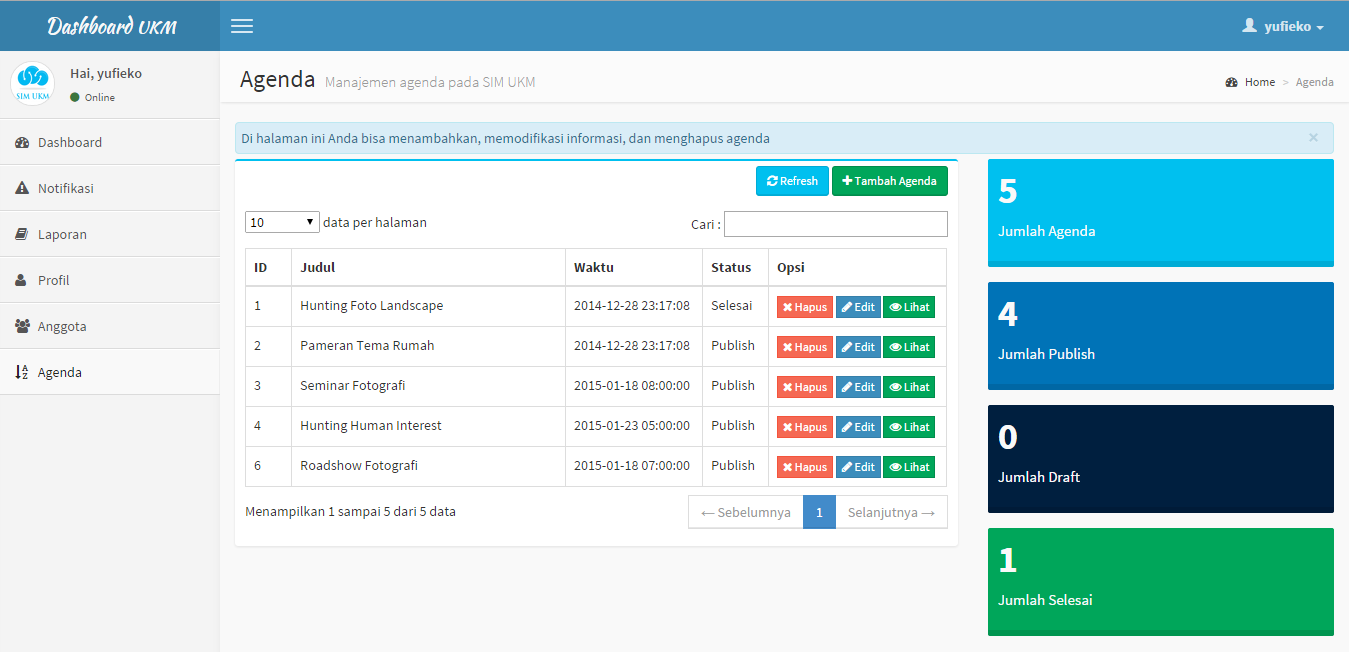 Dashboard UKM
yufieko
SIM UKM
Hai, yufieko
Online
Dashboard
Notifikasi
Laporan
Profil
Anggota
Agenda
Agenda Manajemen agenda pada SIM UKM
Home > Agenda
Di halaman ini Anda bisa menambahkan, memodifikasi informasi, dan menghapus agenda ×
Refresh Tambah Agenda
10 data per halaman
Cari :
ID Judul Waktu Status Opsi
1 Hunting Foto Landscape 2014-12-28 23:17:08 Selesai Hapus Edit Lihat
2 Pameran Tema Rumah 2014-12-28 23:17:08 Publish Hapus Edit Lihat
3 Seminar Fotografi 2015-01-18 08:00:00 Publish Hapus Edit Lihat
4 Hunting Human Interest 2015-01-23 05:00:00 Publish Hapus Edit Lihat
6 Roadshow Fotografi 2015-01-18 07:00:00 Publish Hapus Edit Lihat
Menampilkan 1 sampai 5 dari 5 data
← Sebelumnya 1 Selanjutnya →
5
Jumlah Agenda
4
Jumlah Publish
0
Jumlah Draft
1
Jumlah Selesai